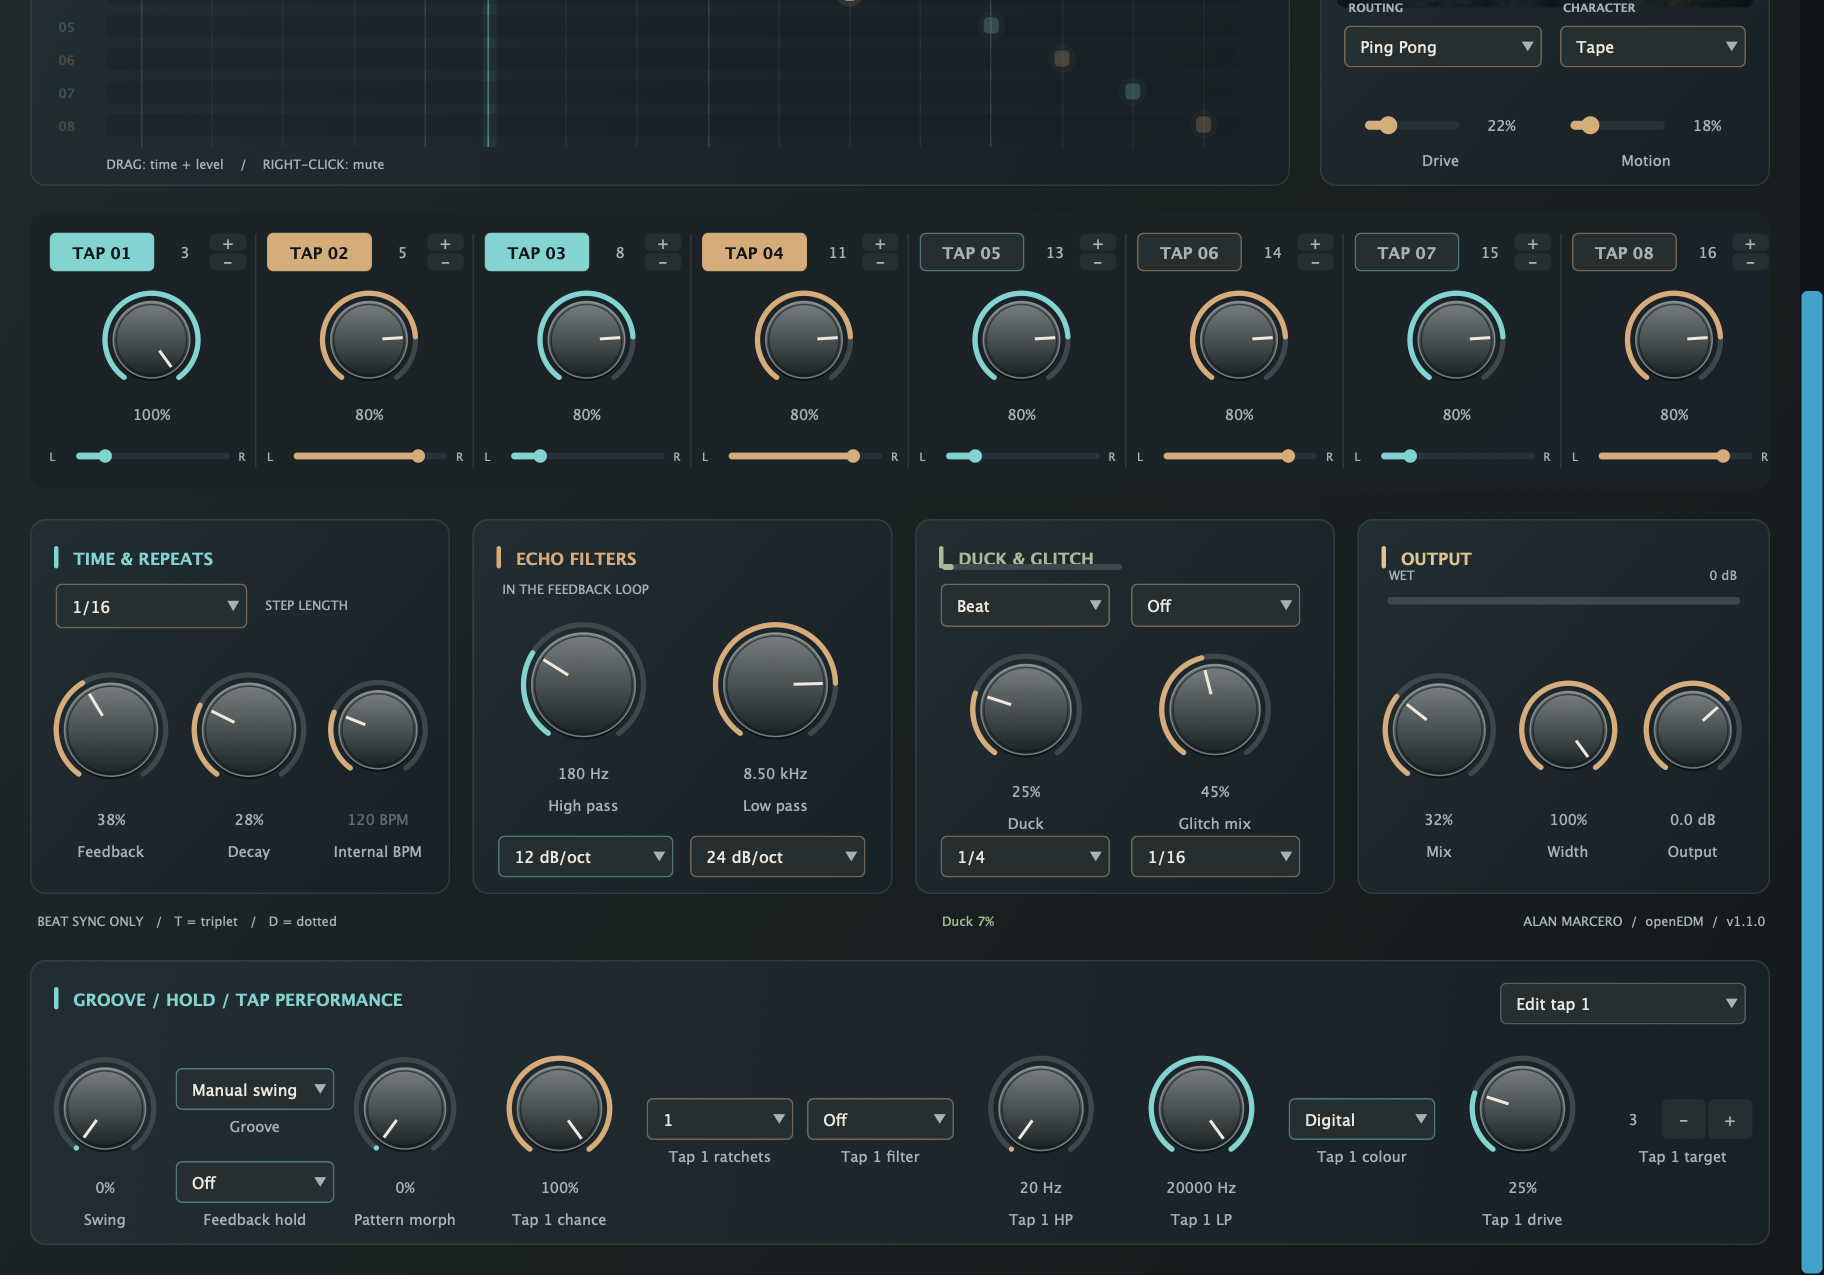 ROUTING CHARACTER
05
Ping Pong Tape
06
07
08
22% 18%
Drive Motion
DRAG: time + level / RIGHT-CLICK: mute
TAP 01 3 + − TAP 02 5 + − TAP 03 8 + − TAP 04 11 + − TAP 05 13 + − TAP 06 14 + − TAP 07 15 + − TAP 08 16 + −
100% 80% 80% 80% 80% 80% 80% 80%
L R L R L R L R L R L R L R L R
TIME & REPEATS
1/16 STEP LENGTH
38% 28% 120 BPM
Feedback Decay Internal BPM
ECHO FILTERS
IN THE FEEDBACK LOOP
180 Hz 8.50 kHz
High pass Low pass
12 dB/oct 24 dB/oct
DUCK & GLITCH
Beat Off
25% 45%
Duck Glitch mix
1/4 1/16
OUTPUT
WET 0 dB
32% 100% 0.0 dB
Mix Width Output
BEAT SYNC ONLY / T = triplet / D = dotted
Duck 7%
ALAN MARCERO / openEDM / v1.1.0
GROOVE / HOLD / TAP PERFORMANCE
Edit tap 1
Manual swing
Groove
Off
0% 0% 100%
Swing Feedback hold Pattern morph Tap 1 chance
1 Off
Tap 1 ratchets Tap 1 filter
20 Hz 20000 Hz
Tap 1 HP Tap 1 LP
Digital
Tap 1 colour
25%
Tap 1 drive
3 − +
Tap 1 target